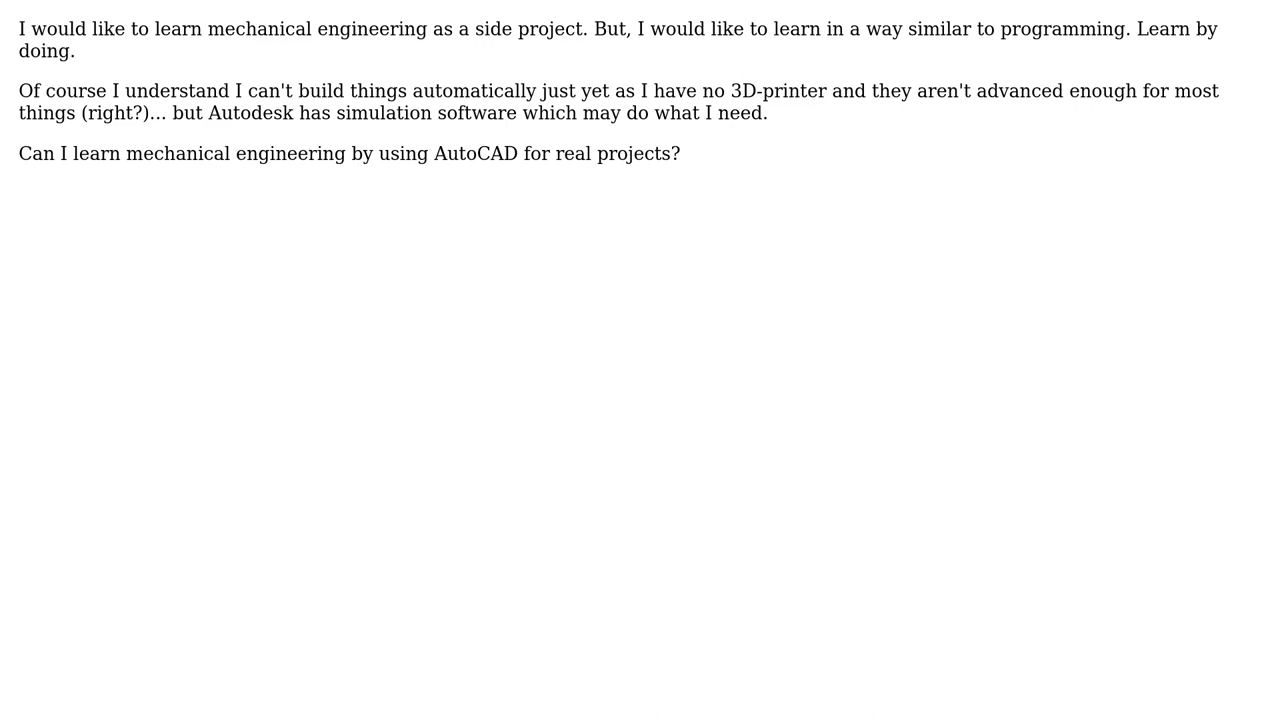 I would like to learn mechanical engineering as a side project. But, I would like to learn in a way similar to programming. Learn by
doing.
Of course I understand I can't build things automatically just yet as I have no 3D-printer and they aren't advanced enough for most
things (right?)... but Autodesk has simulation software which may do what I need.
Can I learn mechanical engineering by using AutoCAD for real projects?